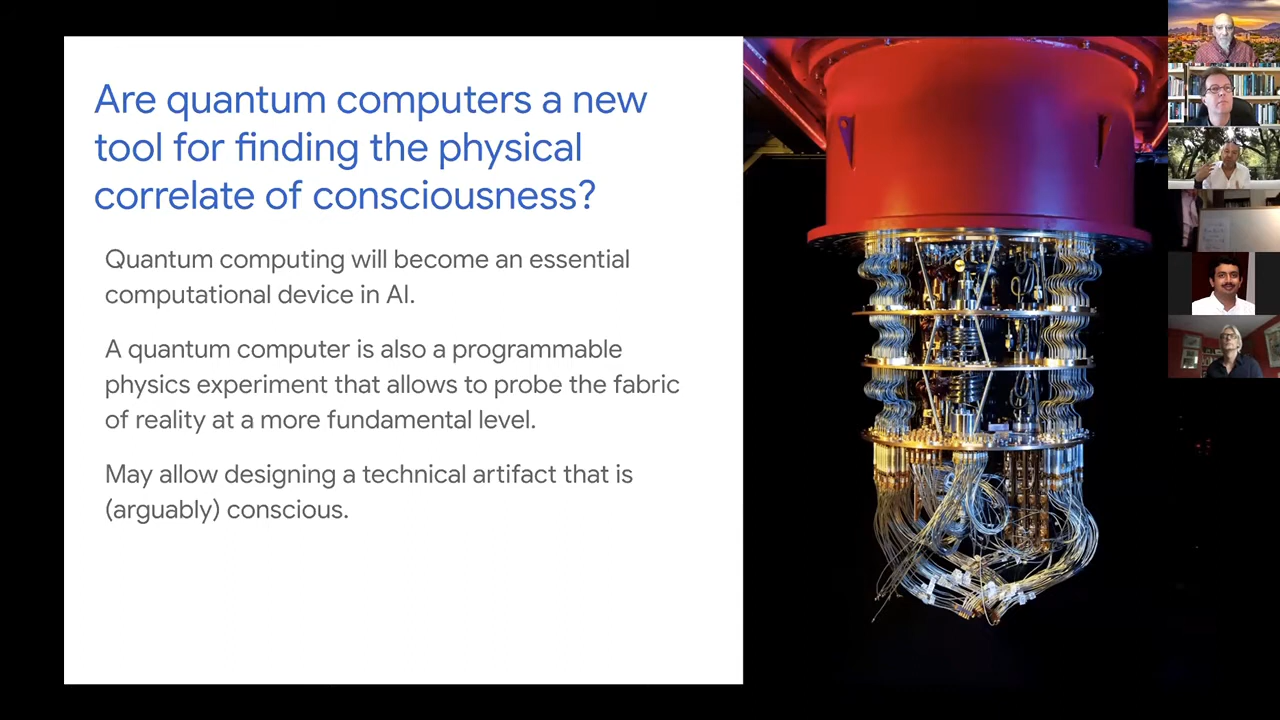 Are quantum computers a new
tool for finding the physical
correlate of consciousness?
Quantum computing will become an essential
computational device in AI.
A quantum computer is also a programmable
physics experiment that allows to probe the fabric
of reality at a more fundamental level.
May allow designing a technical artifact that is
(arguably) conscious.